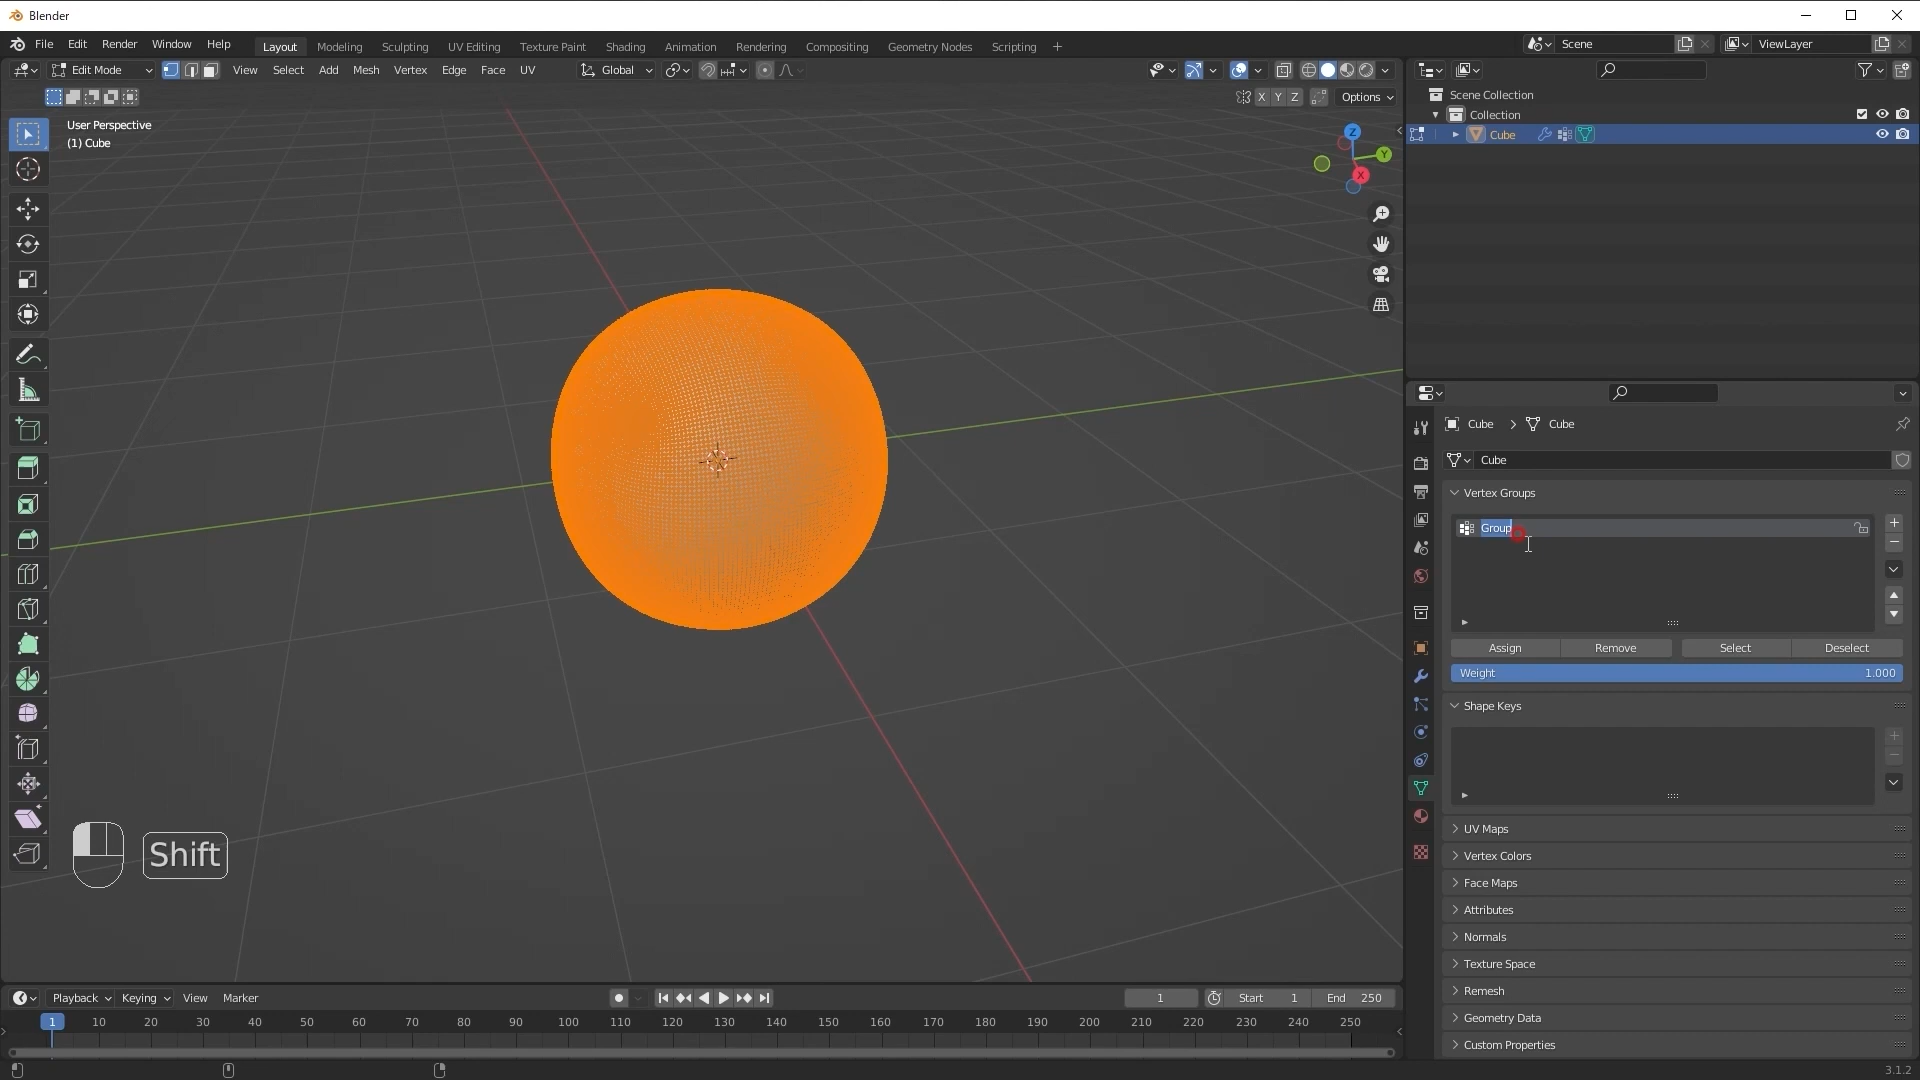 Blender
File Edit Render Window Help Layout Modeling Sculpting UV Editing Texture Paint Shading Animation Rendering Compositing Geometry Nodes Scripting + Scene ViewLayer
Edit Mode View Select Add Mesh Vertex Edge Face UV Global
X Y Z Options
User Perspective
(1) Cube
Z
Y
X
Scene Collection
Collection
Cube
Cube > Cube
Cube
Vertex Groups
Group
Assign Remove Select Deselect
Weight 1.000
Shape Keys
UV Maps
Vertex Colors
Face Maps
Attributes
Normals
Texture Space
Remesh
Geometry Data
Custom Properties
Shift
Playback Keying View Marker 1 Start 1 End 250
1 10 20 30 40 50 60 70 80 90 100 110 120 130 140 150 160 170 180 190 200 210 220 230 240 250
3.1.2